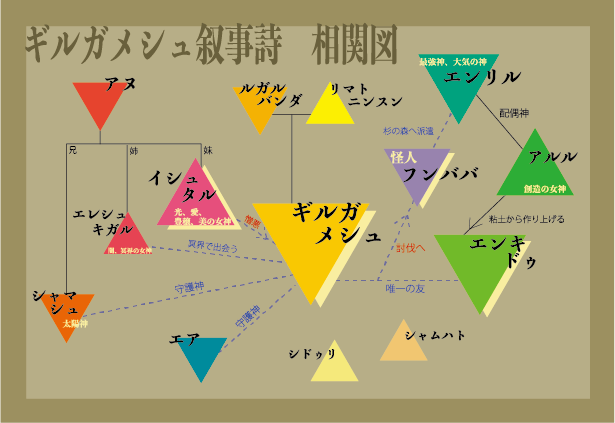 ギルガメシュ叙事詩　相関図
アヌ
ルガル
バンダ
リマト
ニンスン
最強神、大気の神
エンリル
杉の森へ派遣
配偶神
兄
姉
妹
怪人
フンババ
アルル
創造の女神
イシュ
タル
光、愛、
豊穣、美の女神
エレシュ
キガル
闇、冥界の女神
ギルガ
メシュ
冥界で出会う
討伐へ
粘土から作り上げる
エンキ
ドゥ
唯一の友
シャマ
シュ
太陽神
守護神
守護神
エア
シドゥリ
シャムハト